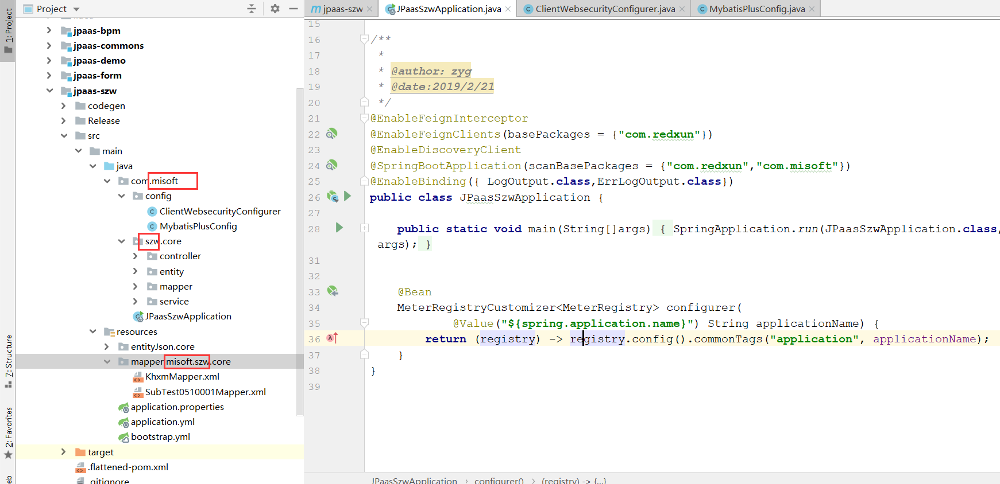 1: Project
Project
jpaas-szw
JPaasSzwApplication.java
ClientWebsecurityConfigurer.java
MybatisPlusConfig.java
jpaas-bpm
jpaas-commons
jpaas-demo
jpaas-form
jpaas-szw
codegen
Release
src
main
java
com.misoft
config
ClientWebsecurityConfigurer
MybatisPlusConfig
szw.core
controller
entity
mapper
service
JPaasSzwApplication
resources
entityJson.core
mapper.misoft.szw.core
KhxmMapper.xml
SubTest0510001Mapper.xml
application.properties
application.yml
bootstrap.yml
target
.flattened-pom.xml
.gitignore
7: Structure
2: Favorites
15
16 /**
17 *
18 * @author: zyg
19 * @date:2019/2/21
20 */
21 @EnableFeignInterceptor
22 @EnableFeignClients(basePackages = {"com.redxun"})
23 @EnableDiscoveryClient
24 @SpringBootApplication(scanBasePackages = {"com.redxun","com.misoft"})
25 @EnableBinding({ LogOutput.class,ErrLogOutput.class})
26 public class JPaasSzwApplication {
27
28 public static void main(String[]args) { SpringApplication.run(JPaasSzwApplication.class,
args); }
31
32
33 @Bean
34 MeterRegistryCustomizer<MeterRegistry> configurer(
35 @Value("${spring.application.name}") String applicationName) {
36 return (registry) -> registry.config().commonTags("application", applicationName);
37 }
38 }
39
JPaasSzwApplication › configurer() › (registry) -> {...}